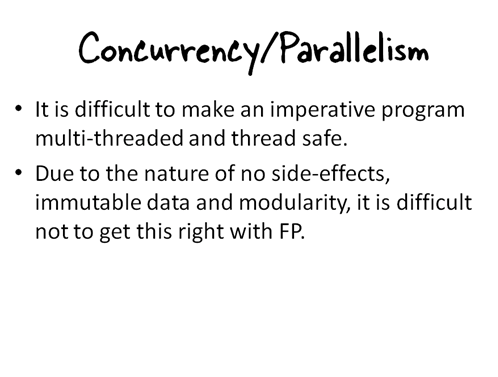 Concurrency/Parallelism
• It is difficult to make an imperative program
multi-threaded and thread safe.
• Due to the nature of no side-effects,
immutable data and modularity, it is difficult
not to get this right with FP.